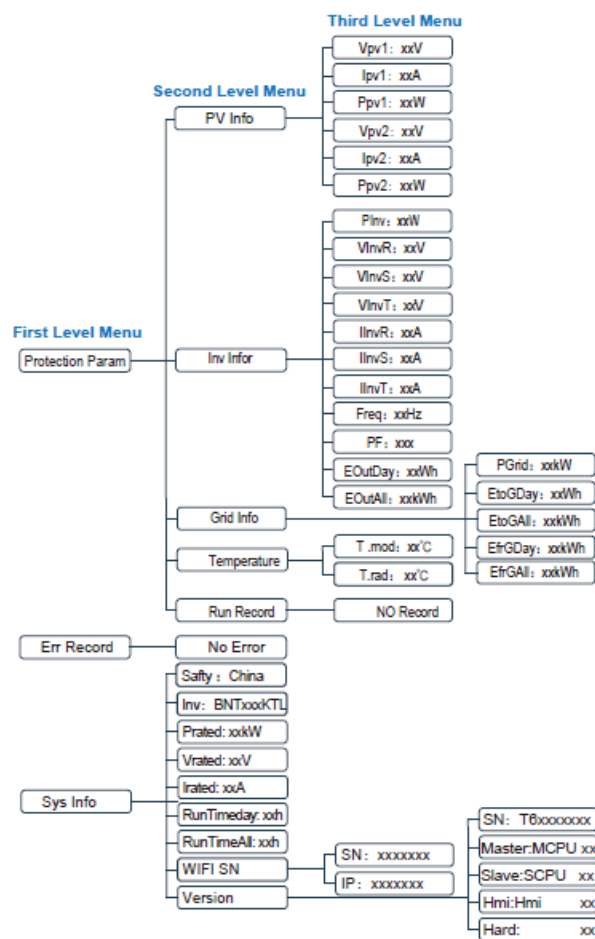 Third Level Menu
Vpv1: xxV
Ipv1: xxA
Second Level Menu
Ppv1: xxW
PV Info
Vpv2: xxV
Ipv2: xxA
Ppv2: xxW
PInv: xxW
VInvR: xxV
VInvS: xxV
VInvT: xxV
First Level Menu
IInvR: xxA
Protection Param
Inv Infor
IInvS: xxA
IInvT: xxA
Freq: xxHz
PF: xxx
EOutDay: xxWh
EOutAll: xxkWh
PGrid: xxkW
EtoGDay: xxWh
Grid Info
EtoGAll: xxkWh
EfrGDay: xxkWh
EfrGAll: xxkWh
Temperature
T .mod: xx℃
T.rad: xx℃
Run Record
NO Record
Err Record
No Error
Safty : China
Inv: BNTxxxKTL
Prated: xxkW
Vrated: xxV
Irated: xxA
Sys Info
RunTimeday: xxh
RunTimeAll: xxh
WIFI SN
SN: xxxxxxx
IP: xxxxxxx
Version
SN: T6xxxxxxx
Master:MCPU xx
Slave:SCPU xx
Hmi:Hmi xx
Hard: xx